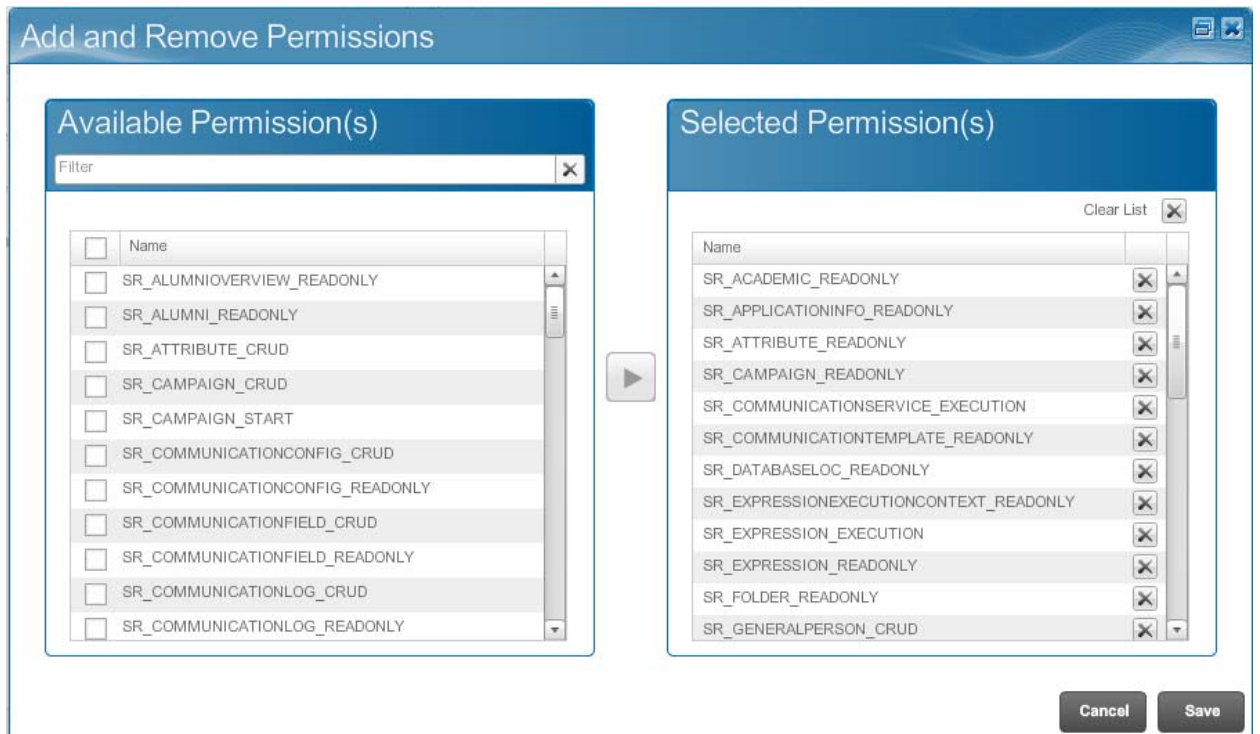 Add and Remove Permissions
Available Permission(s)
Filter
Name
SR_ALUMNIOVERVIEW_READONLY
SR_ALUMNI_READONLY
SR_ATTRIBUTE_CRUD
SR_CAMPAIGN_CRUD
SR_CAMPAIGN_START
SR_COMMUNICATIONCONFIG_CRUD
SR_COMMUNICATIONCONFIG_READONLY
SR_COMMUNICATIONFIELD_CRUD
SR_COMMUNICATIONFIELD_READONLY
SR_COMMUNICATIONLOG_CRUD
SR_COMMUNICATIONLOG_READONLY
Selected Permission(s)
Clear List
Name
SR_ACADEMIC_READONLY
SR_APPLICATIONINFO_READONLY
SR_ATTRIBUTE_READONLY
SR_CAMPAIGN_READONLY
SR_COMMUNICATIONSERVICE_EXECUTION
SR_COMMUNICATIONTEMPLATE_READONLY
SR_DATABASELOC_READONLY
SR_EXPRESSIONEXECUTIONCONTEXT_READONLY
SR_EXPRESSION_EXECUTION
SR_EXPRESSION_READONLY
SR_FOLDER_READONLY
SR_GENERALPERSON_CRUD
Cancel
Save